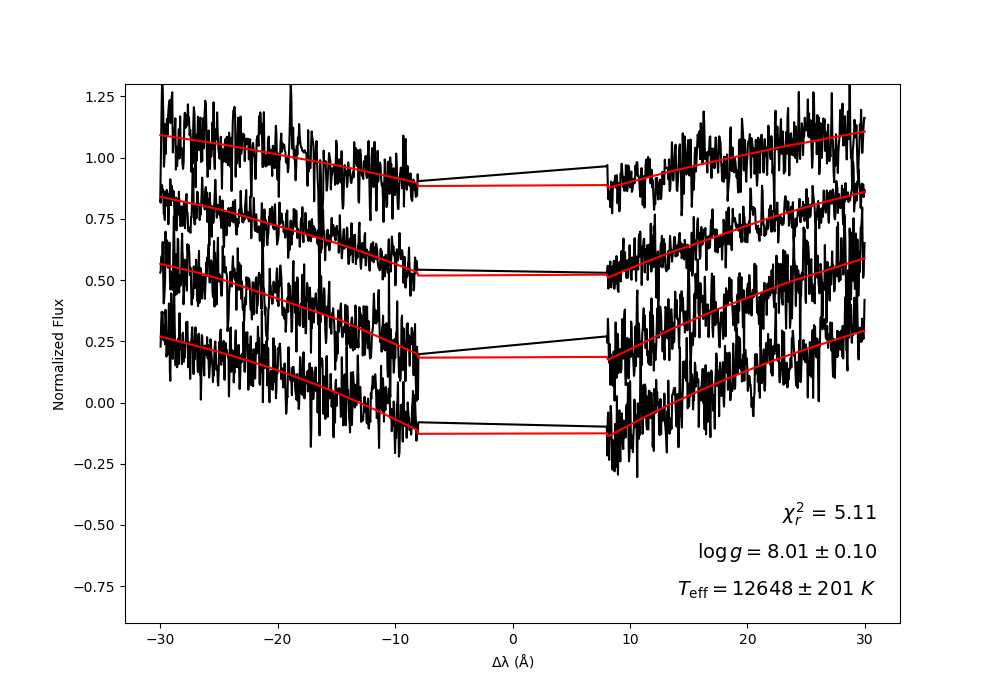 1.25
1.00
0.75
0.50
0.25
0.00
−0.25
−0.50
−0.75
Normalized Flux
χ²ᵣ = 5.11
log g = 8.01 ± 0.10
T_eff = 12648 ± 201 K
−30 −20 −10 0 10 20 30
Δλ (Å)